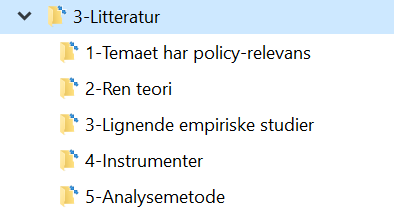 3-Litteratur
1-Temaet har policy-relevans
2-Ren teori
3-Lignende empiriske studier
4-Instrumenter
5-Analysemetode